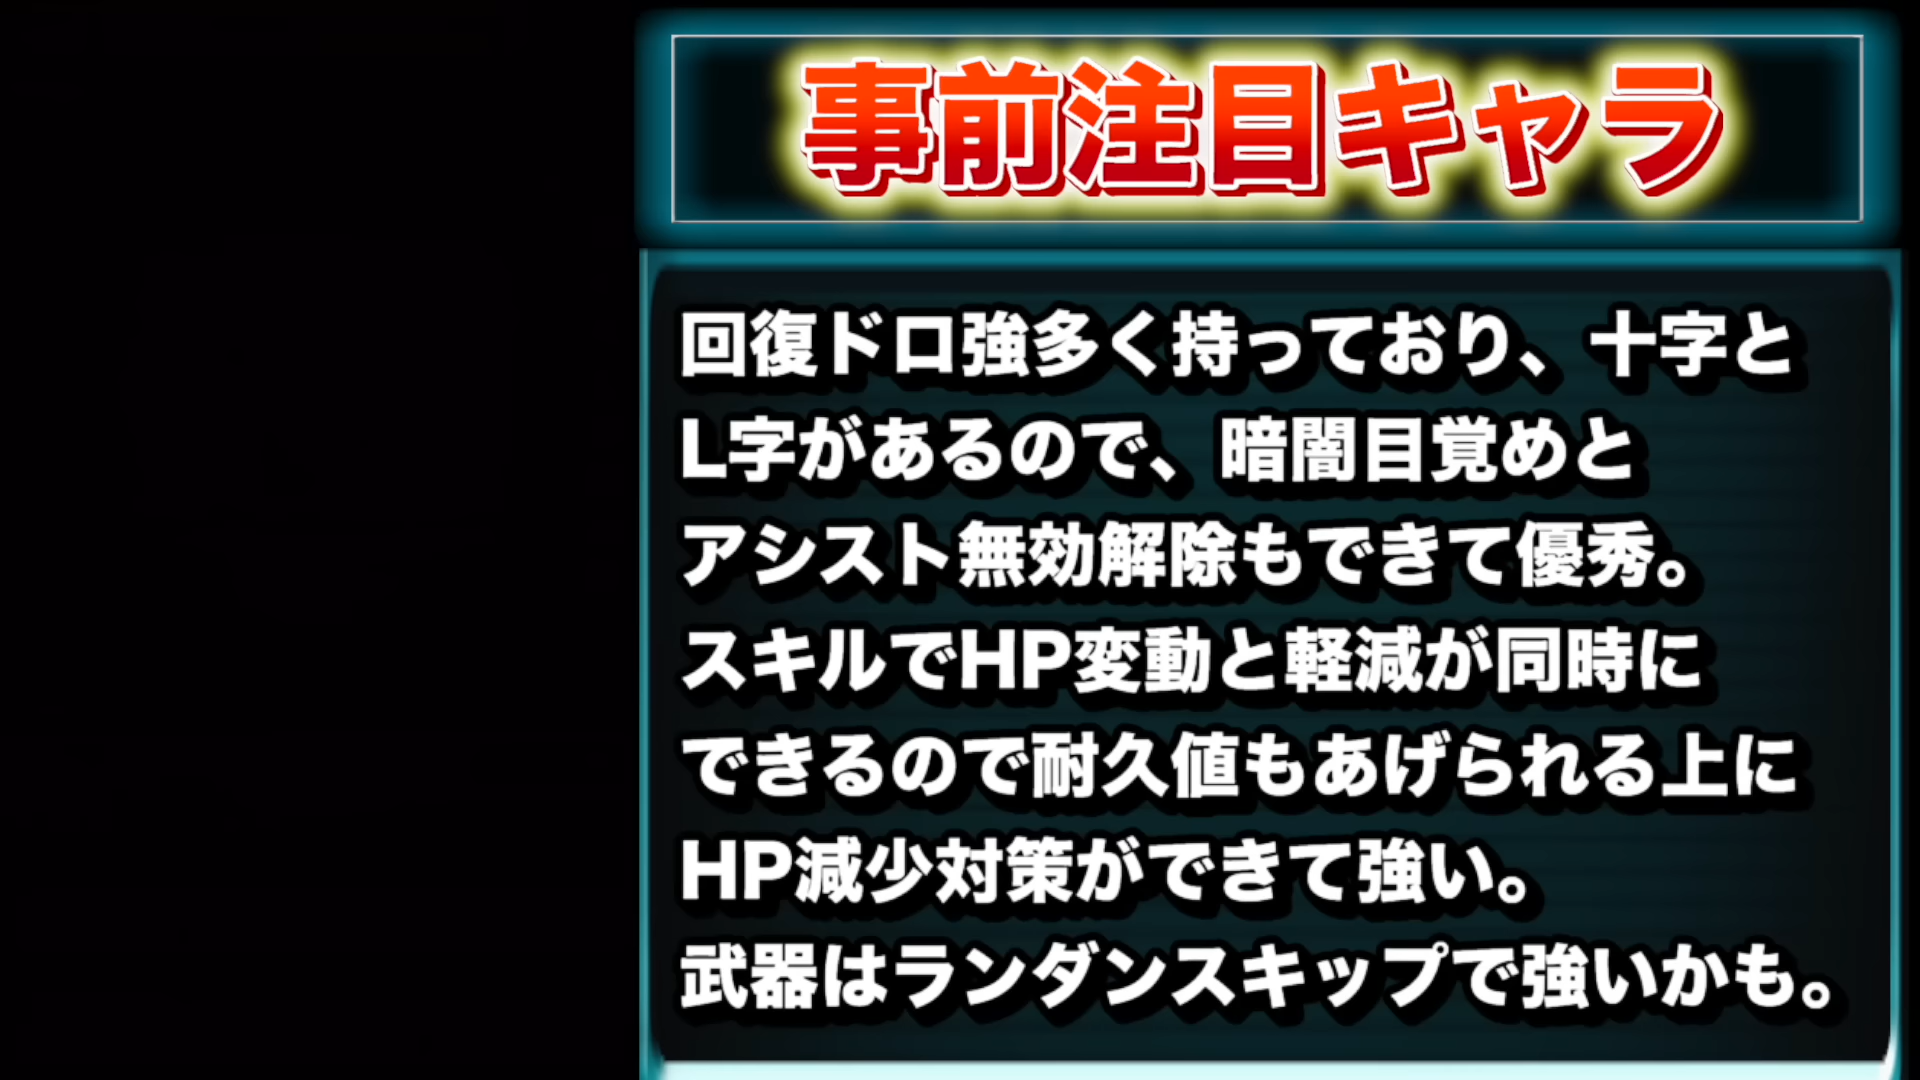 事前注目キャラ
回復ドロ強多く持っており、十字と
L字があるので、暗闇目覚めと
アシスト無効解除もできて優秀。
スキルでHP変動と軽減が同時に
できるので耐久値もあげられる上に
HP減少対策ができて強い。
武器はランダンスキップで強いかも。